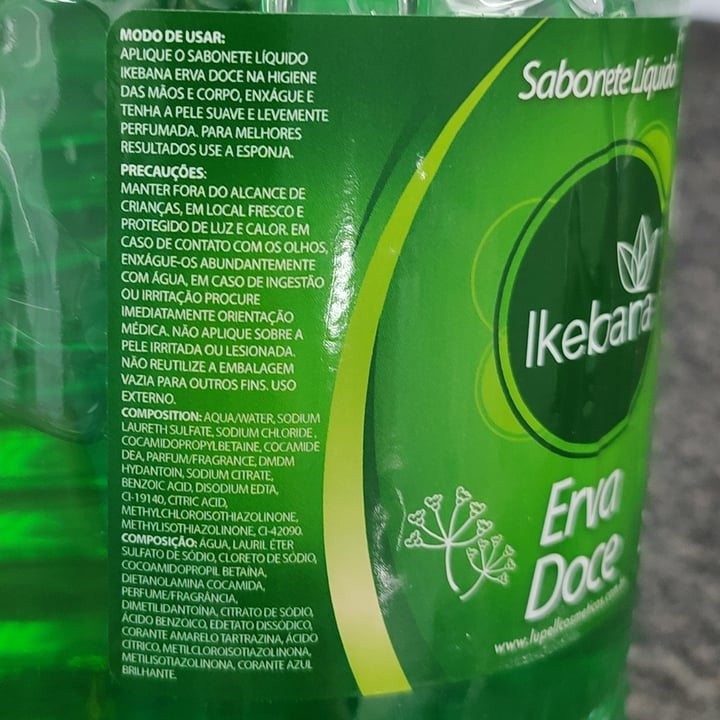 MODO DE USAR:
APLIQUE O SABONETE LÍQUIDO
IKEBANA ERVA DOCE NA HIGIENE
DAS MÃOS E CORPO, ENXÁGUE E
TENHA A PELE SUAVE E LEVEMENTE
PERFUMADA. PARA MELHORES
RESULTADOS USE A ESPONJA.
PRECAUÇÕES:
MANTER FORA DO ALCANCE DE
CRIANÇAS, EM LOCAL FRESCO E
PROTEGIDO DE LUZ E CALOR. EM
CASO DE CONTATO COM OS OLHOS,
ENXÁGUE-OS ABUNDANTEMENTE
COM ÁGUA, EM CASO DE INGESTÃO
OU IRRITAÇÃO PROCURE
IMEDIATAMENTE ORIENTAÇÃO
MÉDICA. NÃO APLIQUE SOBRE A
PELE IRRITADA OU LESIONADA.
NÃO REUTILIZE A EMBALAGEM
VAZIA PARA OUTROS FINS. USO
EXTERNO.
COMPOSITION: AQUA/WATER, SODIUM
LAURETH SULFATE, SODIUM CHLORIDE,
COCAMIDOPROPYL BETAINE, COCAMIDE
DEA, PARFUM/FRAGRANCE, DMDM
HYDANTOIN, SODIUM CITRATE,
BENZOIC ACID, DISODIUM EDTA,
CI-19140, CITRIC ACID,
METHYLCHLOROISOTHIAZOLINONE,
METHYLISOTHIAZOLINONE, CI-42090.
COMPOSIÇÃO: ÁGUA, LAURIL ÉTER
SULFATO DE SÓDIO, CLORETO DE SÓDIO,
COCOAMIDOPROPIL BETAÍNA,
DIETANOLAMINA COCAMIDA,
PERFUME/FRAGRÂNCIA,
DIMETILIDANTOÍNA, CITRATO DE SÓDIO,
ÁCIDO BENZOICO, EDETATO DISSÓDICO,
CORANTE AMARELO TARTRAZINA, ÁCIDO
CÍTRICO, METILCLOROISOTIAZOLINONA,
METILISOTIAZOLINONA, CORANTE AZUL
BRILHANTE.
Sabonete Líquido
Ikebana
Erva
Doce
www.lupellcosmeticos.com.b